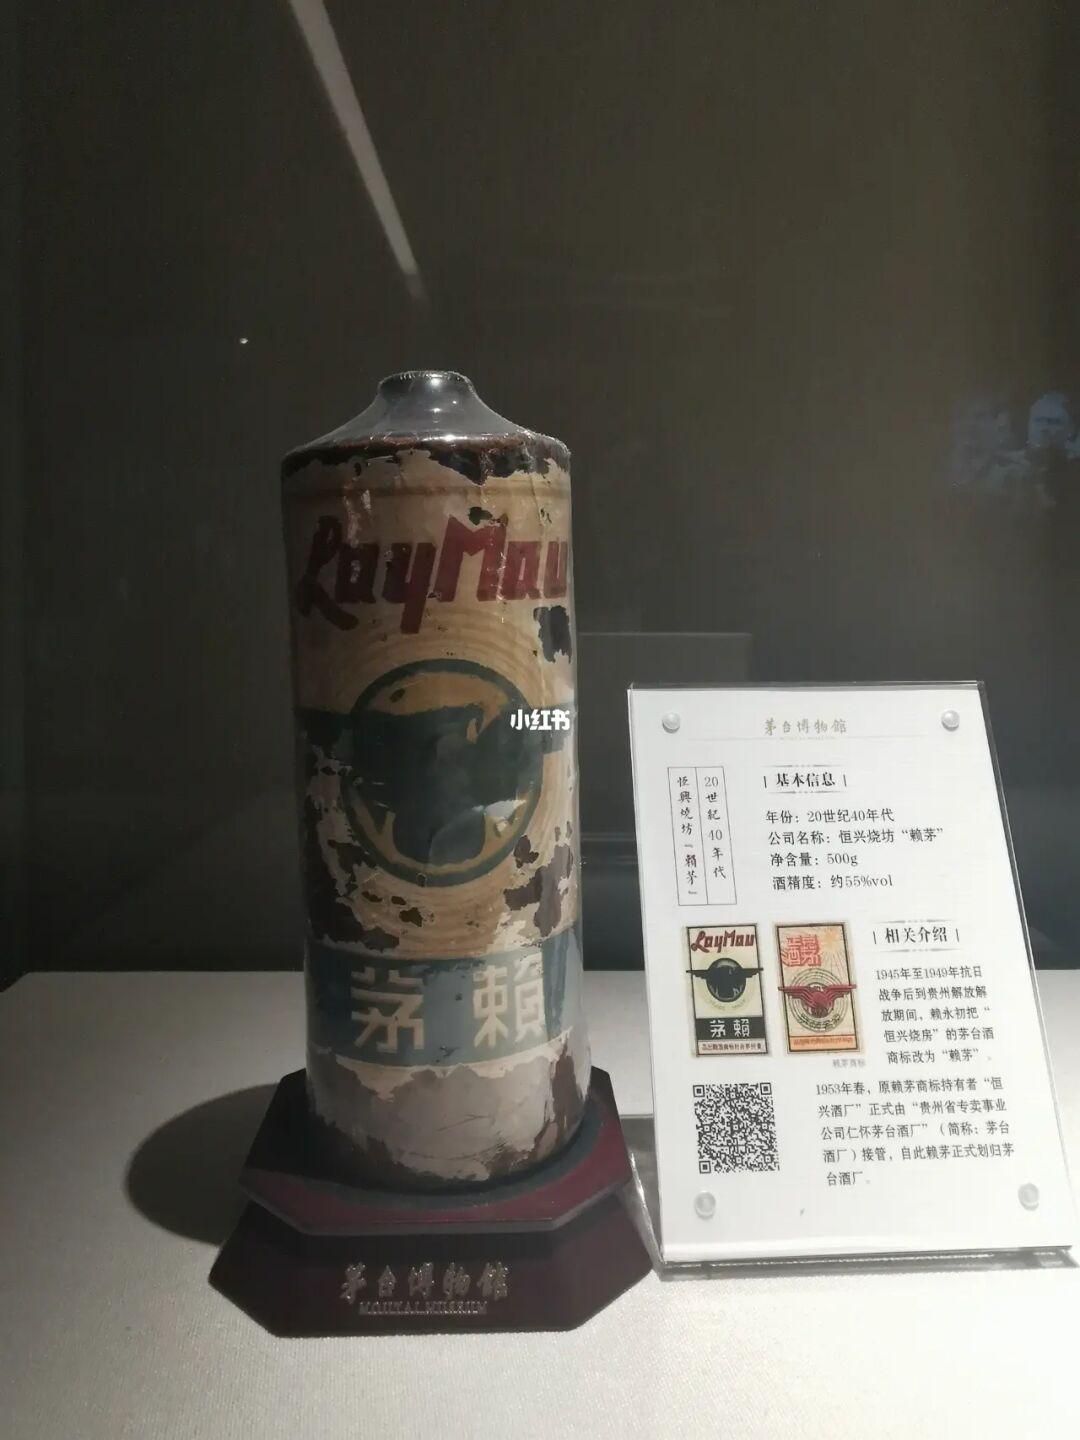 LayMau
小红书
茅 賴
茅台博物館
MOUTAI MUSEUM
茅台博物館
20世紀40年代
恆興燒坊“賴茅”
基本信息
年份：20世纪40年代
公司名称：恒兴烧坊“赖茅”
净含量：500g
酒精度：约55%vol
LayMau
茅 賴
赖茅商标
相关介绍
1945年至1949年抗日
战争后到贵州解放解
放期间，赖永初把“
恒兴烧房”的茅台酒
商标改为“赖茅”。
1953年春，原赖茅商标持有者“恒
兴酒厂”正式由“贵州省专卖事业
公司仁怀茅台酒厂”（简称：茅台
酒厂）接管，自此赖茅正式划归茅
台酒厂。